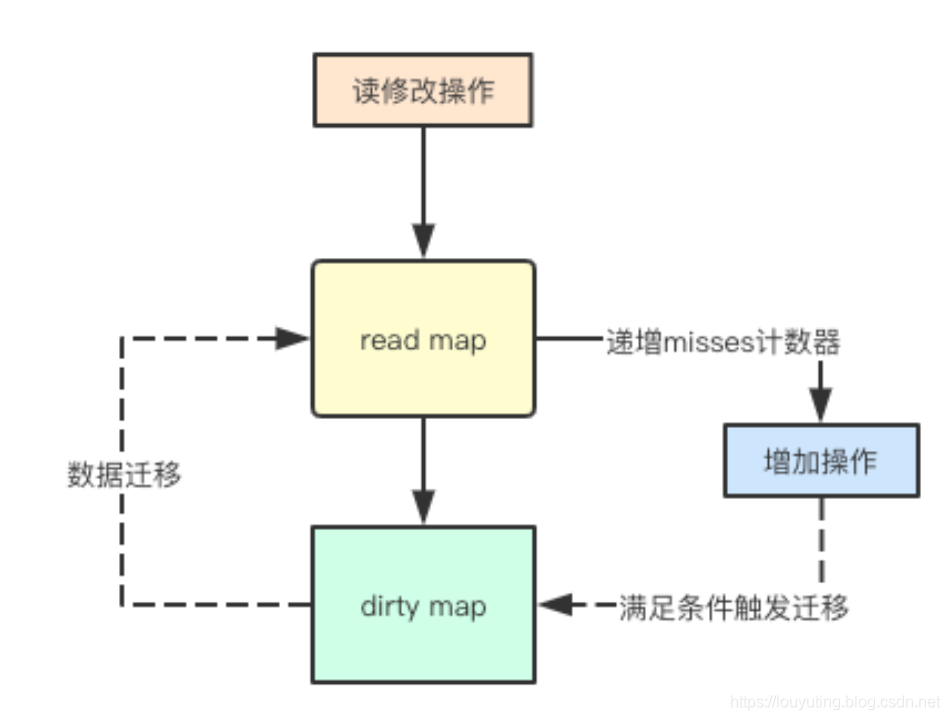 读修改操作
read map
递增misses计数器
增加操作
数据迁移
dirty map
满足条件触发迁移
https://louyuting.blog.csdn.net